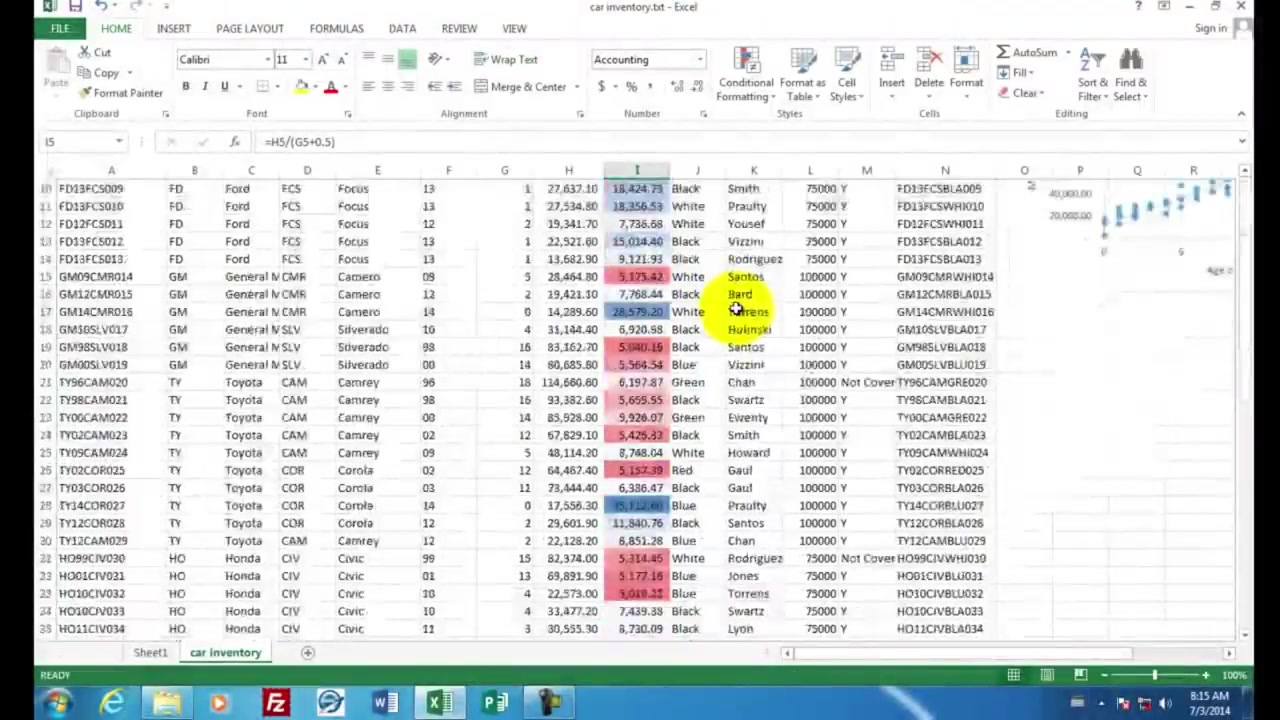 car inventory.txt - Excel
FILE HOME INSERT PAGE LAYOUT FORMULAS DATA REVIEW VIEW Sign in
Cut
Copy
Format Painter
Paste
Calibri 11
B I U
Wrap Text
Merge & Center
Accounting
$ %
Conditional Formatting
Format as Table
Cell Styles
Insert Delete Format
AutoSum
Fill
Clear
Sort & Filter
Find & Select
Clipboard Font Alignment Number Styles Cells Editing
I5 fx =H5/(G5+0.5)
A B C D E F G H I J K L M N O P Q R
10 FD13FCS009 FD Ford FCS Focus 13 1 27,637.10 18,424.73 Black Smith 75000 Y FD13FCSBLA009
11 FD13FCS010 FD Ford FCS Focus 13 1 27,534.80 18,356.53 White Praulty 75000 Y FD13FCSWHI010
12 FD12FCS011 FD Ford FCS Focus 12 2 19,341.70 7,736.68 White Yousef 75000 Y FD12FCSWHI011
13 FD13FCS012 FD Ford FCS Focus 13 1 22,521.60 15,014.40 Black Vizzini 75000 Y FD13FCSBLA012
14 FD13FCS013 FD Ford FCS Focus 13 1 13,682.90 9,121.93 Black Rodriguez 75000 Y FD13FCSBLA013
15 GM09CMR014 GM General M CMR Camero 09 5 28,464.80 5,175.42 White Santos 100000 Y GM09CMRWHI014
16 GM12CMR015 GM General M CMR Camero 12 2 19,421.10 7,768.44 Black Bard 100000 Y GM12CMRBLA015
17 GM14CMR016 GM General M CMR Camero 14 0 14,289.60 28,579.20 White Torrens 100000 Y GM14CMRWHI016
18 GM10SLV017 GM General M SLV Silverado 10 4 31,144.40 6,920.98 Black Hulinski 100000 Y GM10SLVBLA017
19 GM98SLV018 GM General M SLV Silverado 98 16 83,162.70 5,040.16 Black Santos 100000 Y GM98SLVBLA018
20 GM00SLV019 GM General M SLV Silverado 00 14 80,685.80 5,564.54 Blue Vizzini 100000 Y GM00SLVBLU019
21 TY96CAM020 TY Toyota CAM Camrey 96 18 114,660.60 6,197.87 Green Chan 100000 Not Cover TY96CAMGRE020
22 TY98CAM021 TY Toyota CAM Camrey 98 16 93,382.60 5,659.55 Black Swartz 100000 Y TY98CAMBLA021
23 TY00CAM022 TY Toyota CAM Camrey 00 14 85,928.00 5,926.07 Green Ewenty 100000 Y TY00CAMGRE022
24 TY02CAM023 TY Toyota CAM Camrey 02 12 67,829.10 5,426.33 Black Smith 100000 Y TY02CAMBLA023
25 TY09CAM024 TY Toyota CAM Camrey 09 5 48,114.20 8,748.04 White Howard 100000 Y TY09CAMWHI024
26 TY02COR025 TY Toyota COR Corola 02 12 64,467.40 5,157.39 Red Gaul 100000 Y TY02CORRED025
27 TY03COR026 TY Toyota COR Corola 03 11 73,444.40 6,386.47 Black Gaul 100000 Y TY03CORBLA026
28 TY14COR027 TY Toyota COR Corola 14 0 17,556.30 35,112.60 Blue Praulty 100000 Y TY14CORBLU027
29 TY12COR028 TY Toyota COR Corola 12 2 29,601.90 11,840.76 Black Santos 100000 Y TY12CORBLA028
30 TY12CAM029 TY Toyota CAM Camrey 12 2 22,128.20 8,851.28 Blue Chan 100000 Y TY12CAMBLU029
HO99CIV030 HO Honda CIV Civic 99 15 82,374.00 5,314.45 White Rodriguez 75000 Not Cover HO99CIVWHI030
HO01CIV031 HO Honda CIV Civic 01 13 69,891.90 5,177.18 Blue Jones 75000 Y HO01CIVBLU031
HO10CIV032 HO Honda CIV Civic 10 4 22,573.00 Blue Torrens 75000 Y HO10CIVBLU032
HO10CIV033 HO Honda CIV Civic 10 4 33,477.20 7,439.38 Black Swartz 75000 Y HO10CIVBLA033
HO11CIV034 HO Honda CIV Civic 11 3 30,555.30 8,730.09 Black Lyon 75000 Y HO11CIVBLA034
40,000.00
20,000.00
0
Age o
Sheet1 car inventory
READY 100%
8:15 AM
7/3/2014